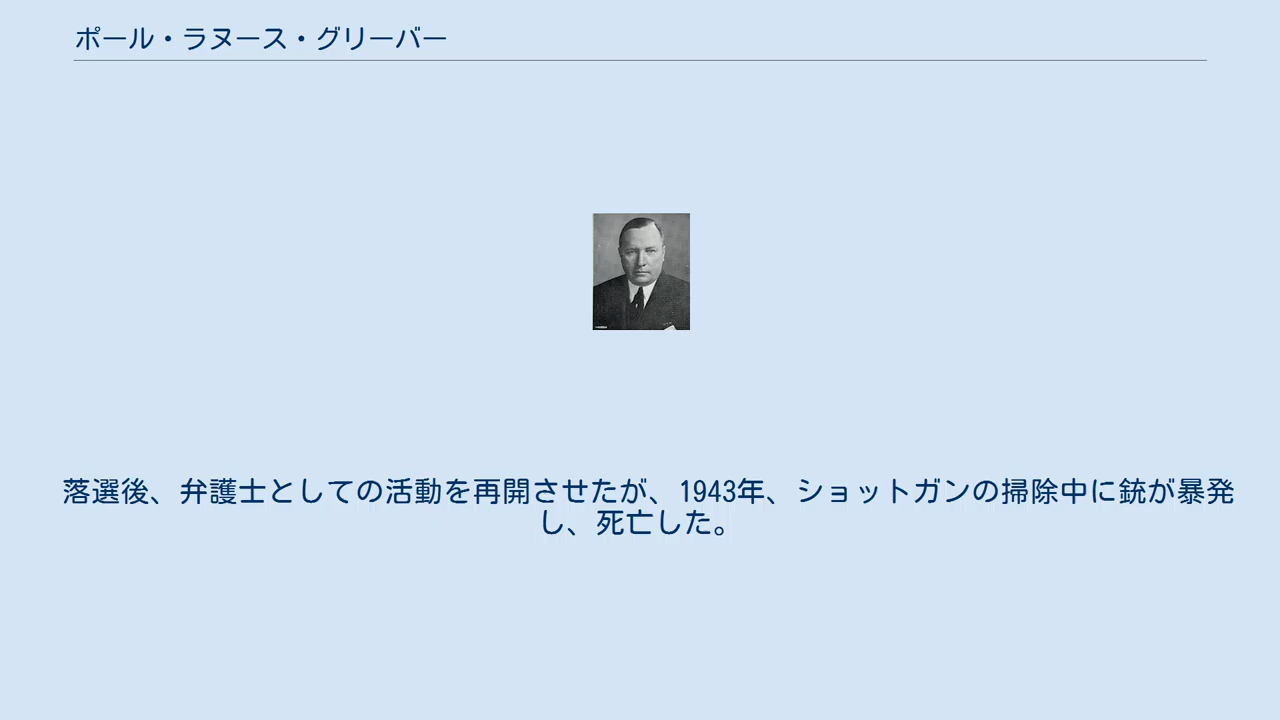 ポール・ラヌース・グリーバー
落選後、弁護士としての活動を再開させたが、1943年、ショットガンの掃除中に銃が暴発
し、死亡した。